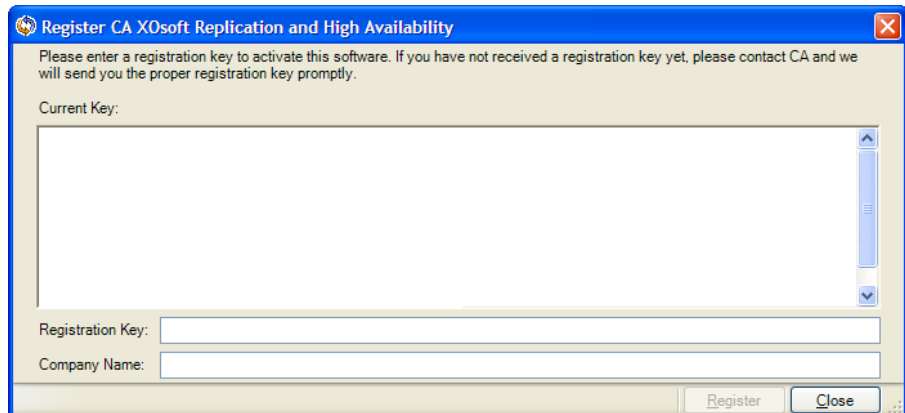 Register CA XOsoft Replication and High Availability
Please enter a registration key to activate this software. If you have not received a registration key yet, please contact CA and we
will send you the proper registration key promptly.
Current Key:
Registration Key:
Company Name:
Register Close